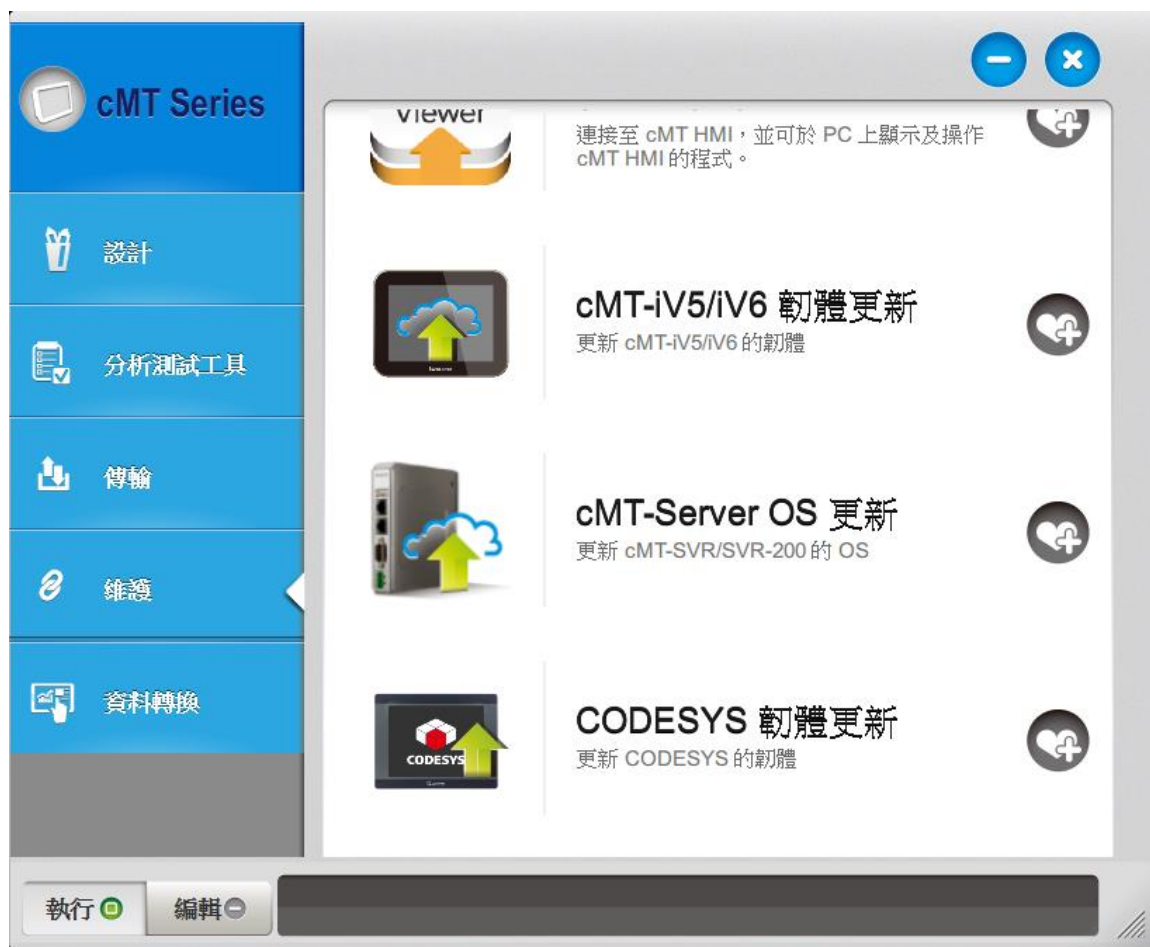 cMT Series
設計
分析測試工具
傳輸
維護
資料轉換
Viewer
連接至 cMT HMI，並可於 PC 上顯示及操作
cMT HMI 的程式。
cMT-iV5/iV6 韌體更新
更新 cMT-iV5/iV6 的韌體
cMT-Server OS 更新
更新 cMT-SVR/SVR-200 的 OS
CODESYS
CODESYS 韌體更新
更新 CODESYS 的韌體
執行
編輯